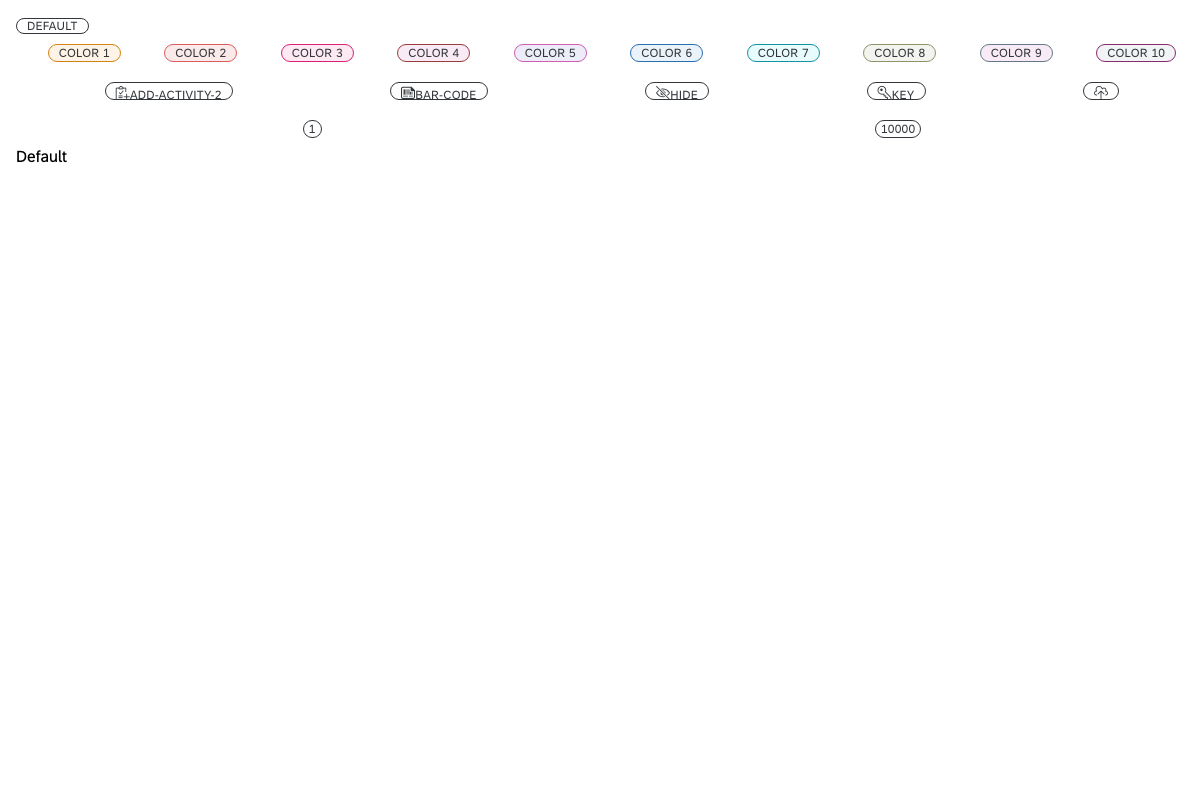 DEFAULT
COLOR 1 COLOR 2 COLOR 3 COLOR 4 COLOR 5 COLOR 6 COLOR 7 COLOR 8 COLOR 9 COLOR 10
ADD-ACTIVITY-2 BAR-CODE HIDE KEY
1 10000
Default